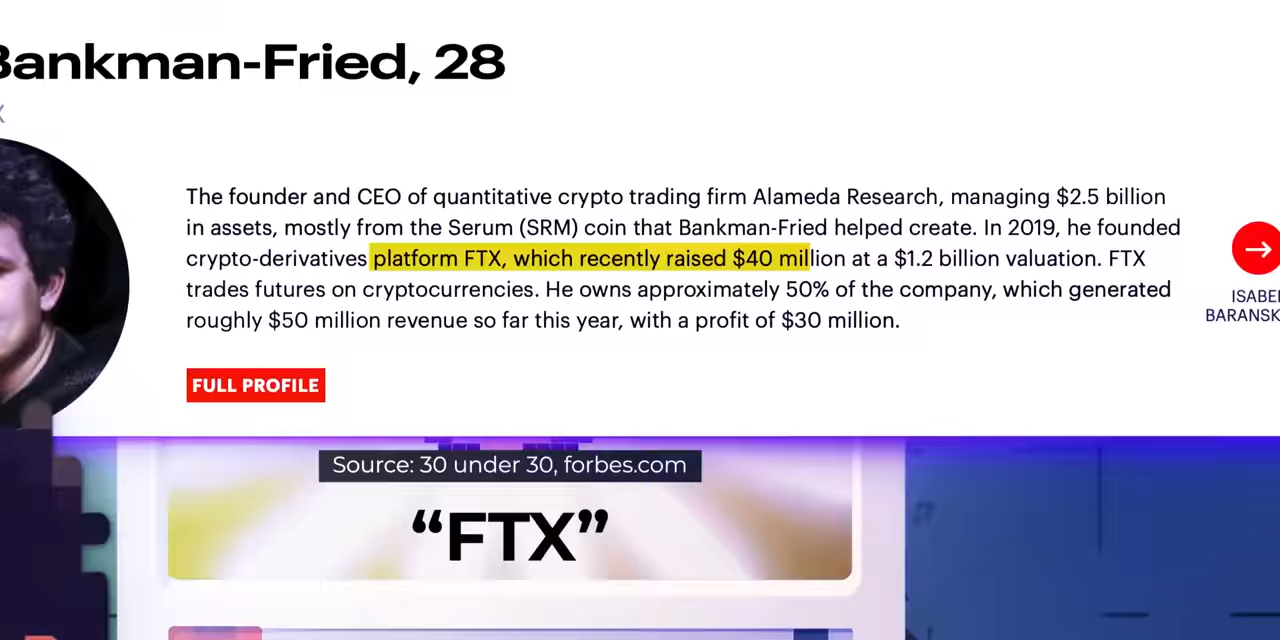 Bankman-Fried, 28
The founder and CEO of quantitative crypto trading firm Alameda Research, managing $2.5 billion
in assets, mostly from the Serum (SRM) coin that Bankman-Fried helped create. In 2019, he founded
crypto-derivatives platform FTX, which recently raised $40 million at a $1.2 billion valuation. FTX
trades futures on cryptocurrencies. He owns approximately 50% of the company, which generated
roughly $50 million revenue so far this year, with a profit of $30 million.
ISABEL
BARANSK
FULL PROFILE
Source: 30 under 30, forbes.com
“FTX”